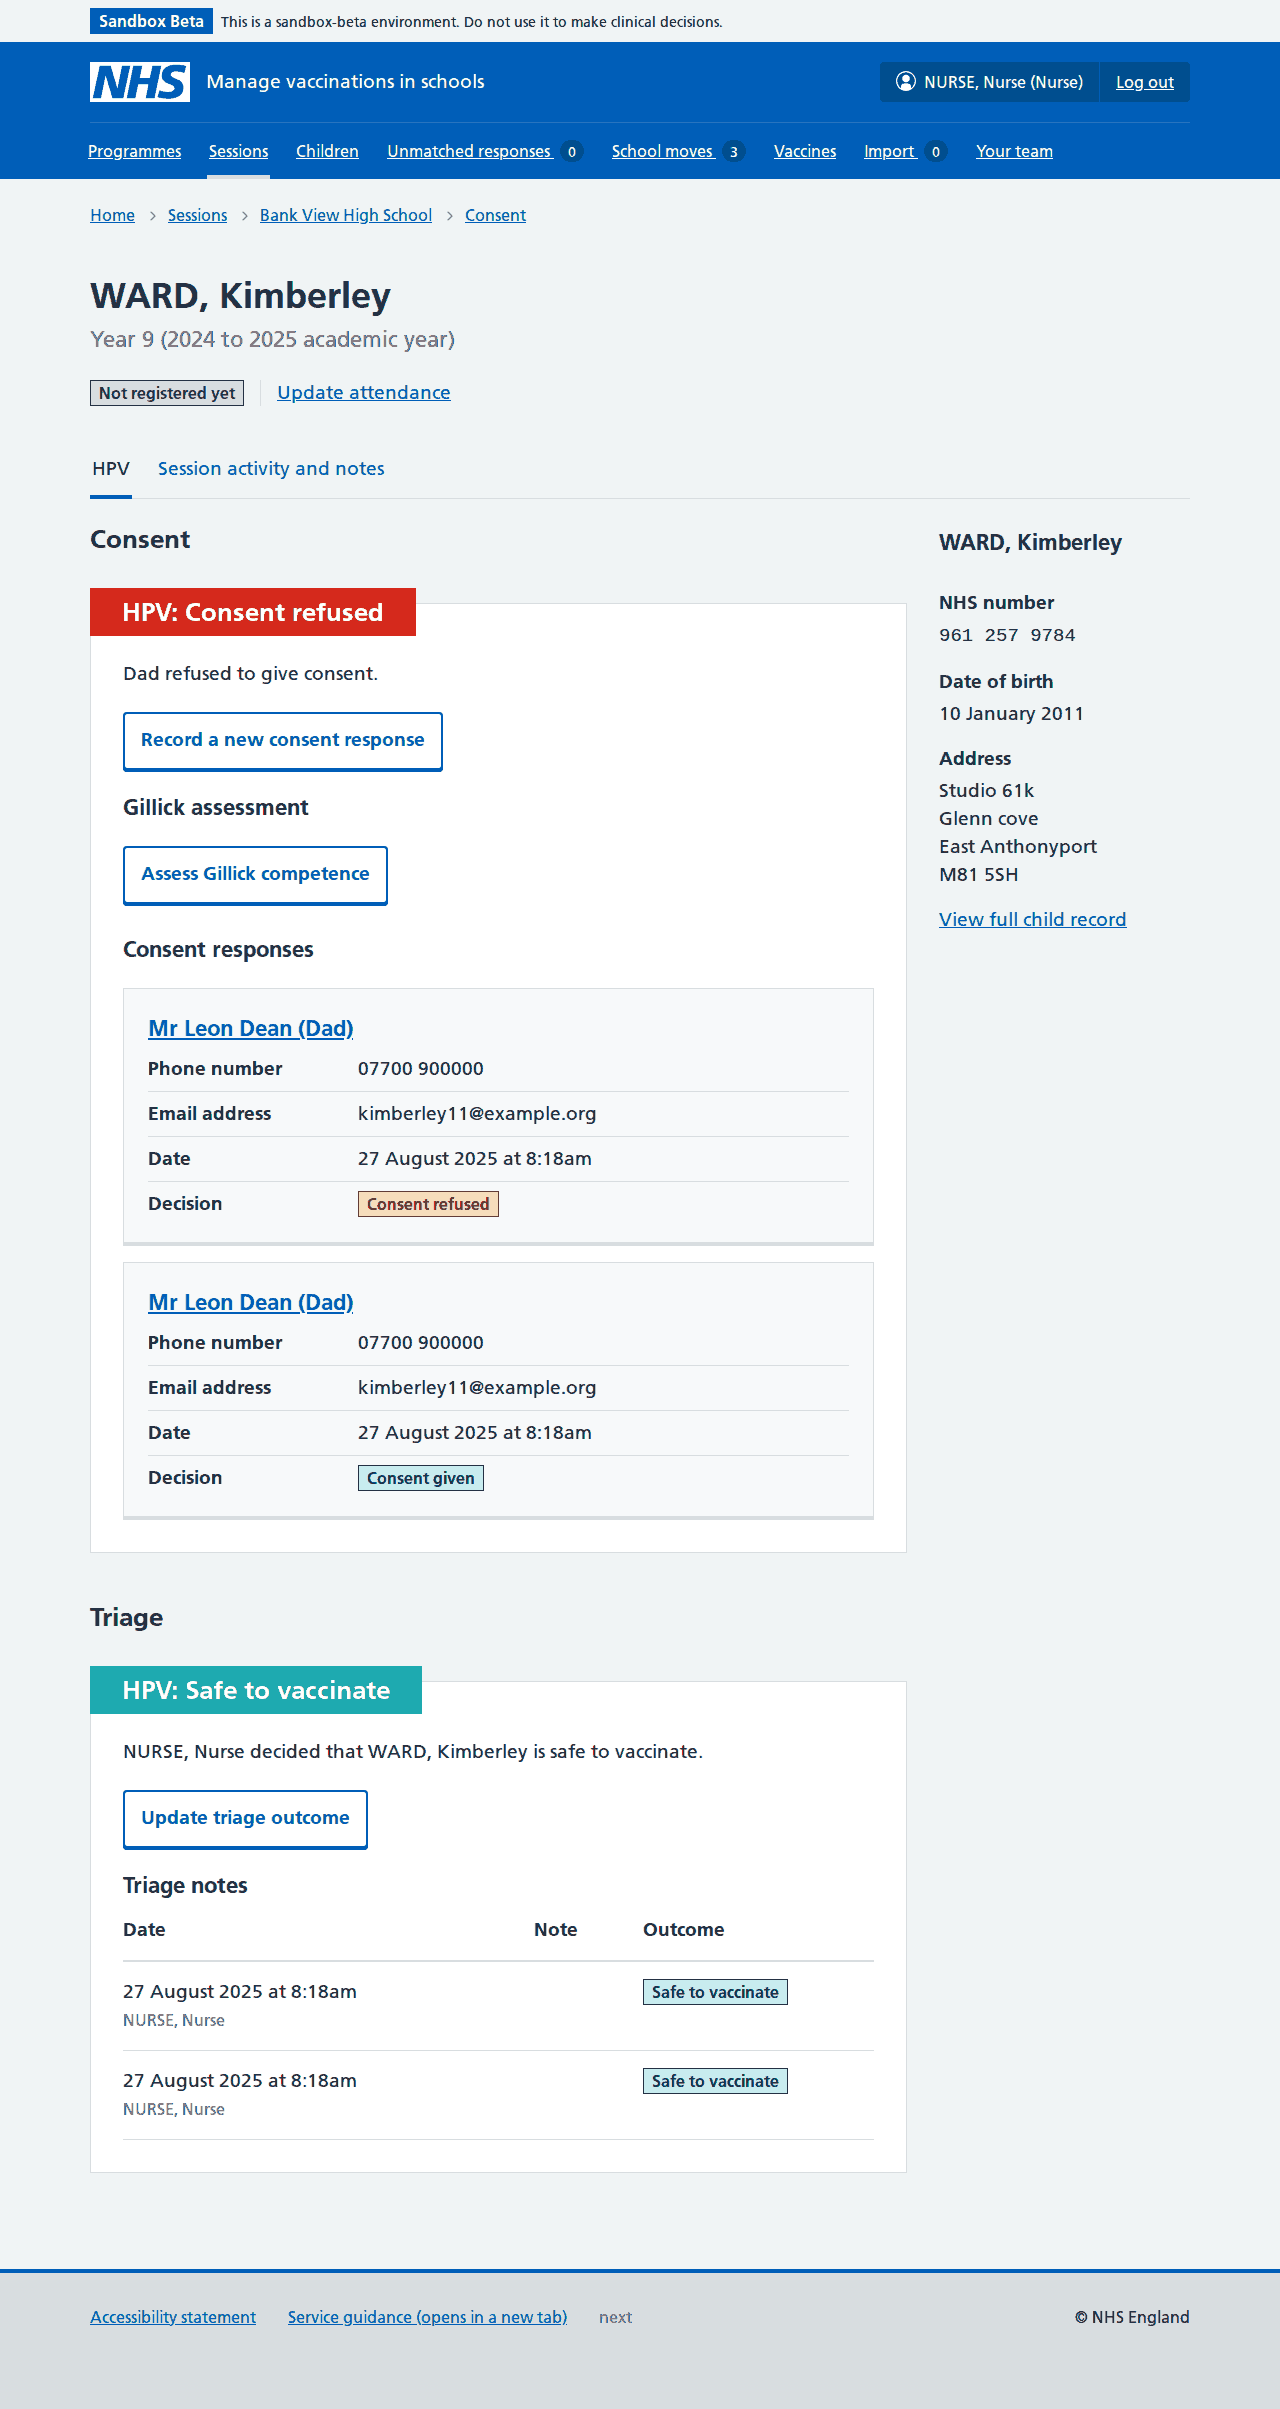 Sandbox Beta This is a sandbox-beta environment. Do not use it to make clinical decisions.
NHS Manage vaccinations in schools NURSE, Nurse (Nurse) Log out
Programmes Sessions Children Unmatched responses 0 School moves 3 Vaccines Import 0 Your team
Home Sessions Bank View High School Consent
WARD, Kimberley
Year 9 (2024 to 2025 academic year)
Not registered yet Update attendance
HPV Session activity and notes
Consent
HPV: Consent refused
Dad refused to give consent.
Record a new consent response
Gillick assessment
Assess Gillick competence
Consent responses
Mr Leon Dean (Dad)
Phone number 07700 900000
Email address kimberley11@example.org
Date 27 August 2025 at 8:18am
Decision Consent refused
Mr Leon Dean (Dad)
Phone number 07700 900000
Email address kimberley11@example.org
Date 27 August 2025 at 8:18am
Decision Consent given
WARD, Kimberley
NHS number
961 257 9784
Date of birth
10 January 2011
Address
Studio 61k
Glenn cove
East Anthonyport
M81 5SH
View full child record
Triage
HPV: Safe to vaccinate
NURSE, Nurse decided that WARD, Kimberley is safe to vaccinate.
Update triage outcome
Triage notes
Date Note Outcome
27 August 2025 at 8:18am Safe to vaccinate
NURSE, Nurse
27 August 2025 at 8:18am Safe to vaccinate
NURSE, Nurse
Accessibility statement Service guidance (opens in a new tab) next © NHS England